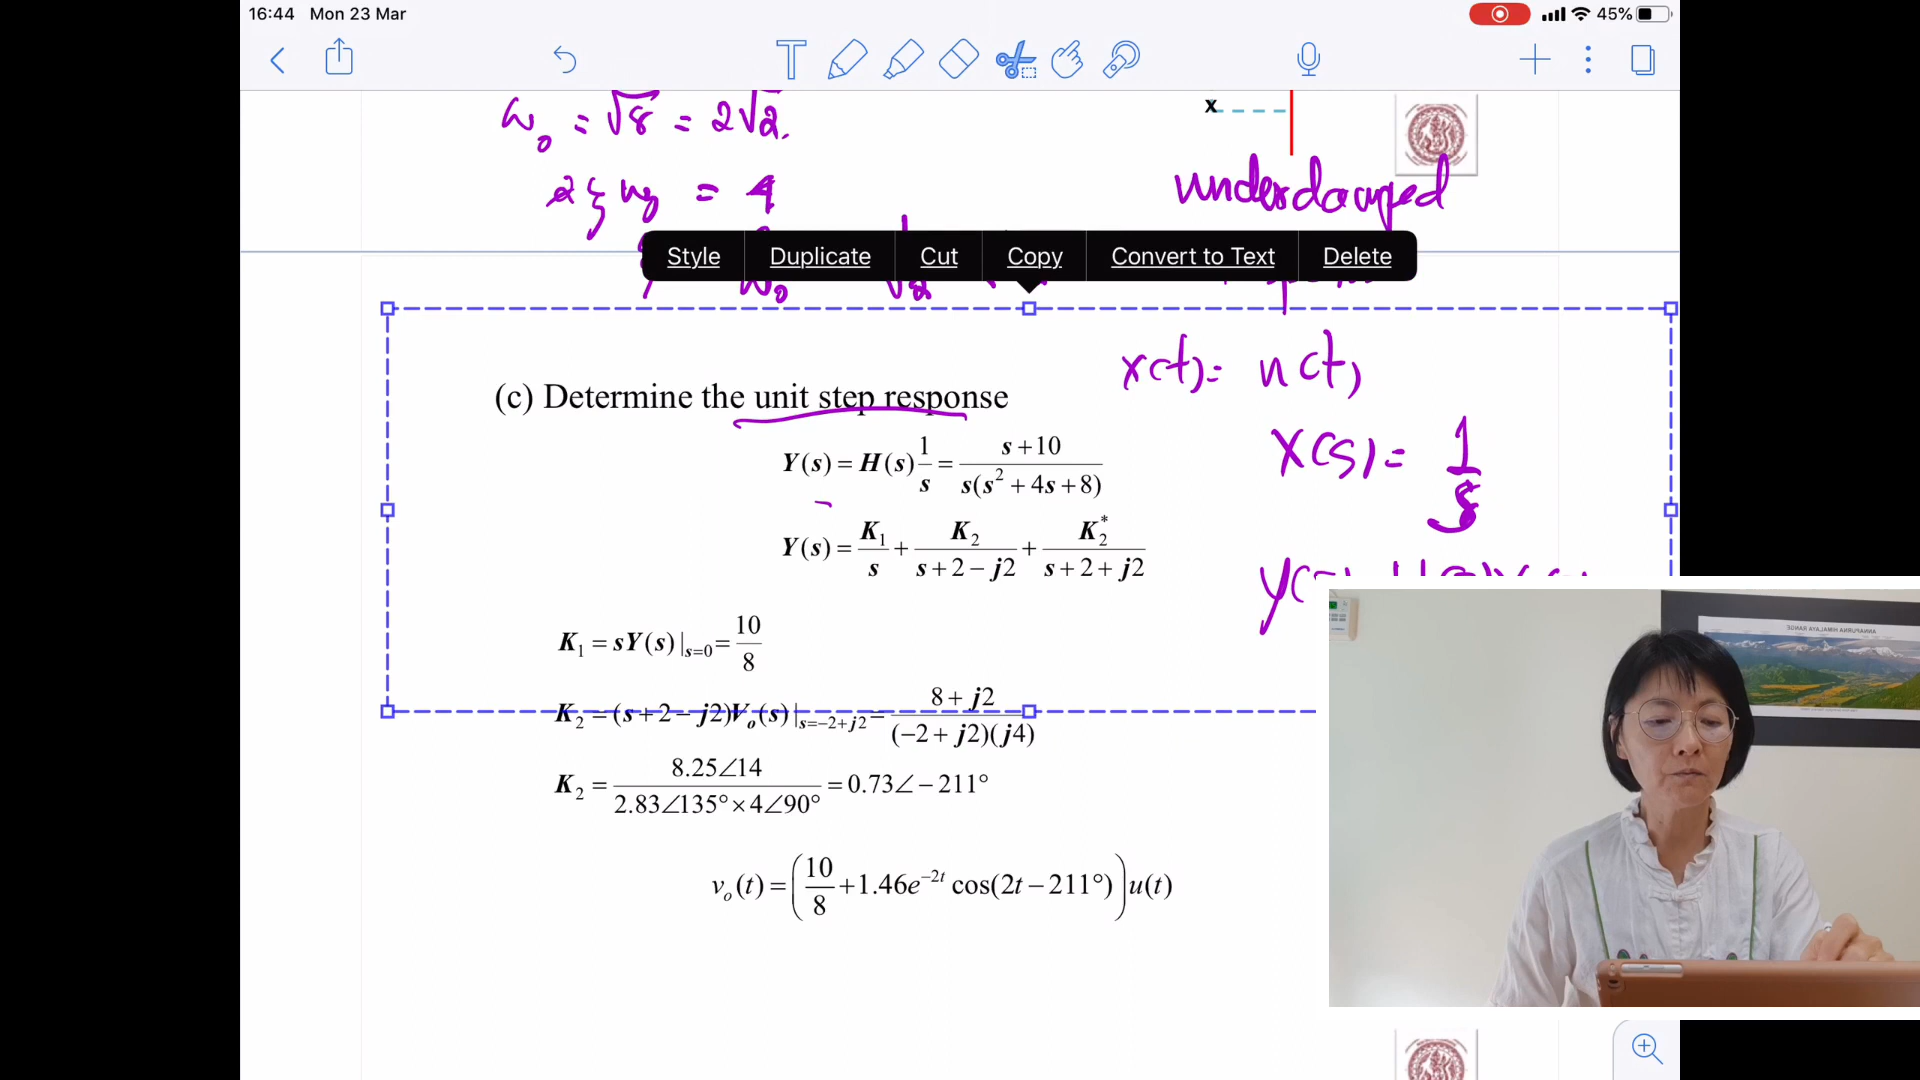 16:44 Mon 23 Mar 45%
ω₀ = √8 = 2√2.
2ζω₀ = 4
x
underdamped
Style Duplicate Cut Copy Convert to Text Delete
x(t) = u(t)
(c) Determine the unit step response
X(s) = 1/s
Y(s) = H(s) 1/s = (s+10)/(s(s² + 4s + 8))
Y(s) = K₁/s + K₂/(s+2−j2) + K₂*/(s+2+j2)
K₁ = sY(s)|s=0 = 10/8
K₂ = (s+2−j2)Vₒ(s)|s=−2+j2 = (8+j2)/((−2+j2)(j4))
K₂ = 8.25∠14/(2.83∠135°×4∠90°) = 0.73∠−211°
vₒ(t) = (10/8 + 1.46e⁻²ᵗ cos(2t−211°))u(t)